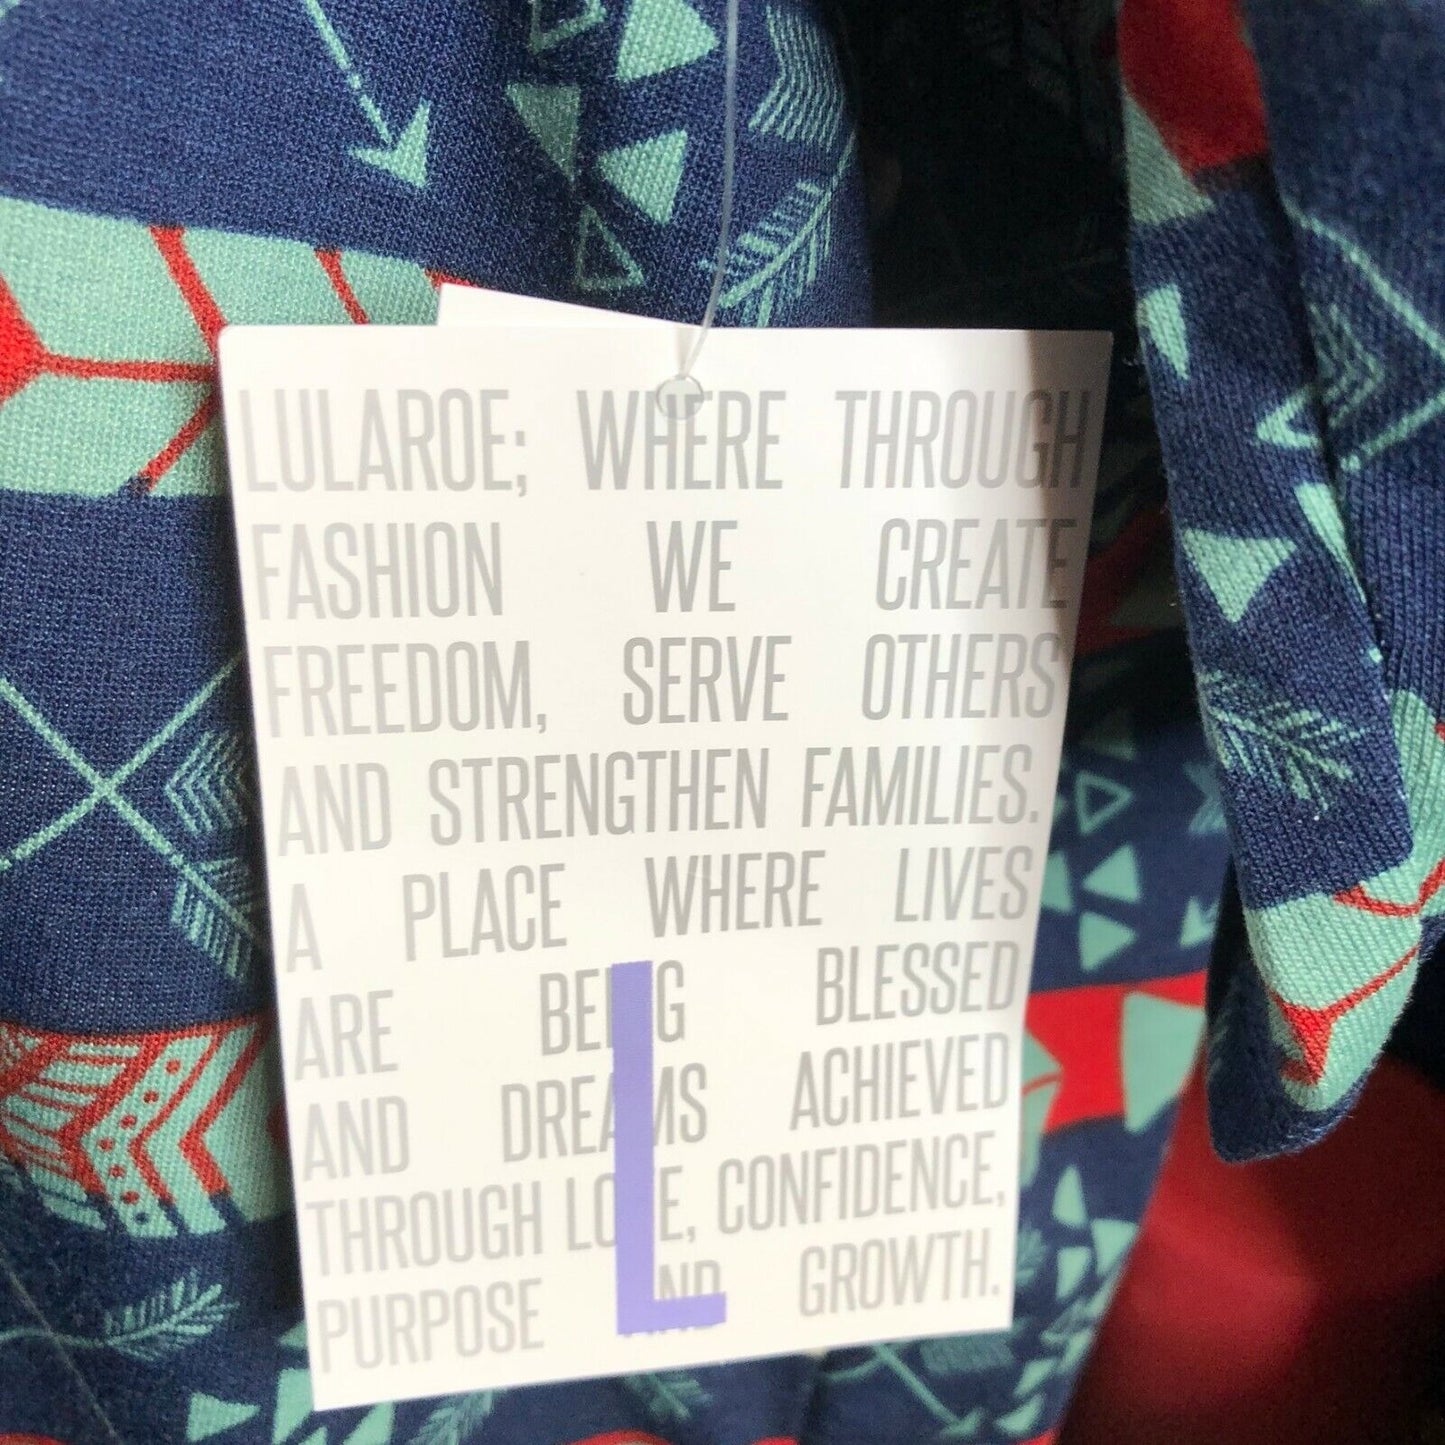 LULAROE; WHERE THROUGH
FASHION WE CREATE
FREEDOM, SERVE OTHERS
AND STRENGTHEN FAMILIES.
A PLACE WHERE LIVES
ARE BEING BLESSED
AND DREAMS ACHIEVED
THROUGH LOVE, CONFIDENCE,
PURPOSE AND GROWTH.
L